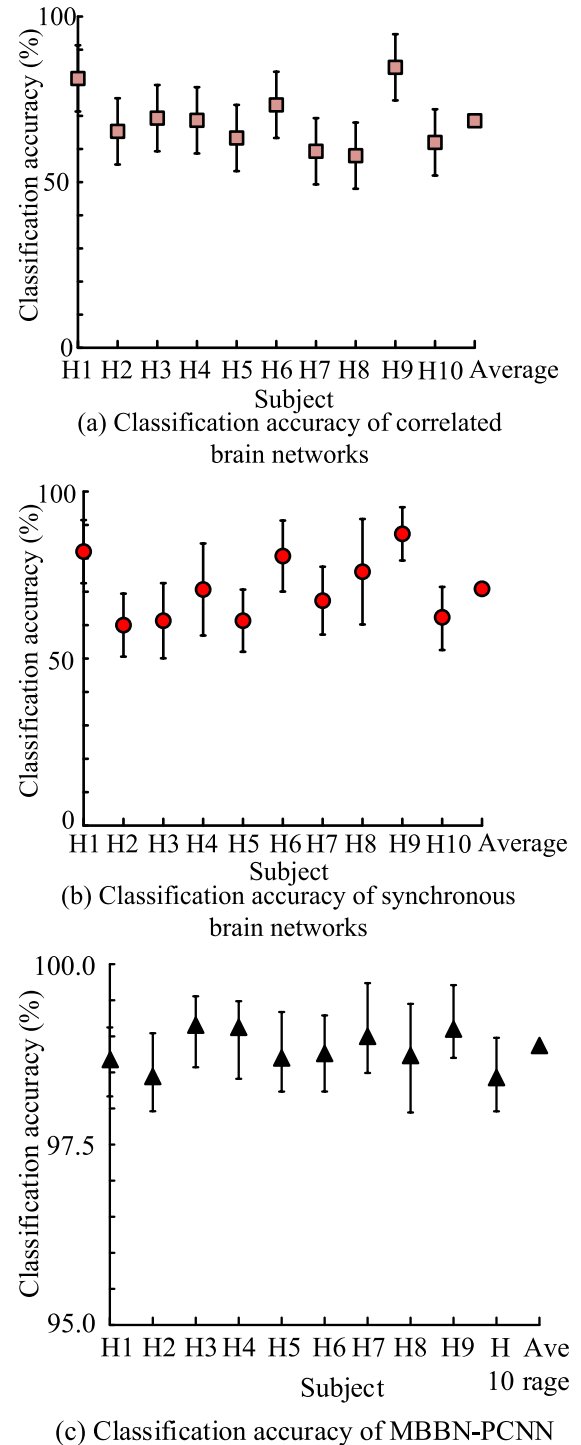 100
Classification accuracy (%)
50
0
H1 H2 H3 H4 H5 H6 H7 H8 H9 H10 Average
Subject
(a) Classification accuracy of correlated
brain networks
100
Classification accuracy (%)
50
0
H1 H2 H3 H4 H5 H6 H7 H8 H9 H10 Average
Subject
(b) Classification accuracy of synchronous
brain networks
100.0
Classification accuracy (%)
97.5
95.0
H1 H2 H3 H4 H5 H6 H7 H8 H9 H Ave
10 rage
Subject
(c) Classification accuracy of MBBN-PCNN